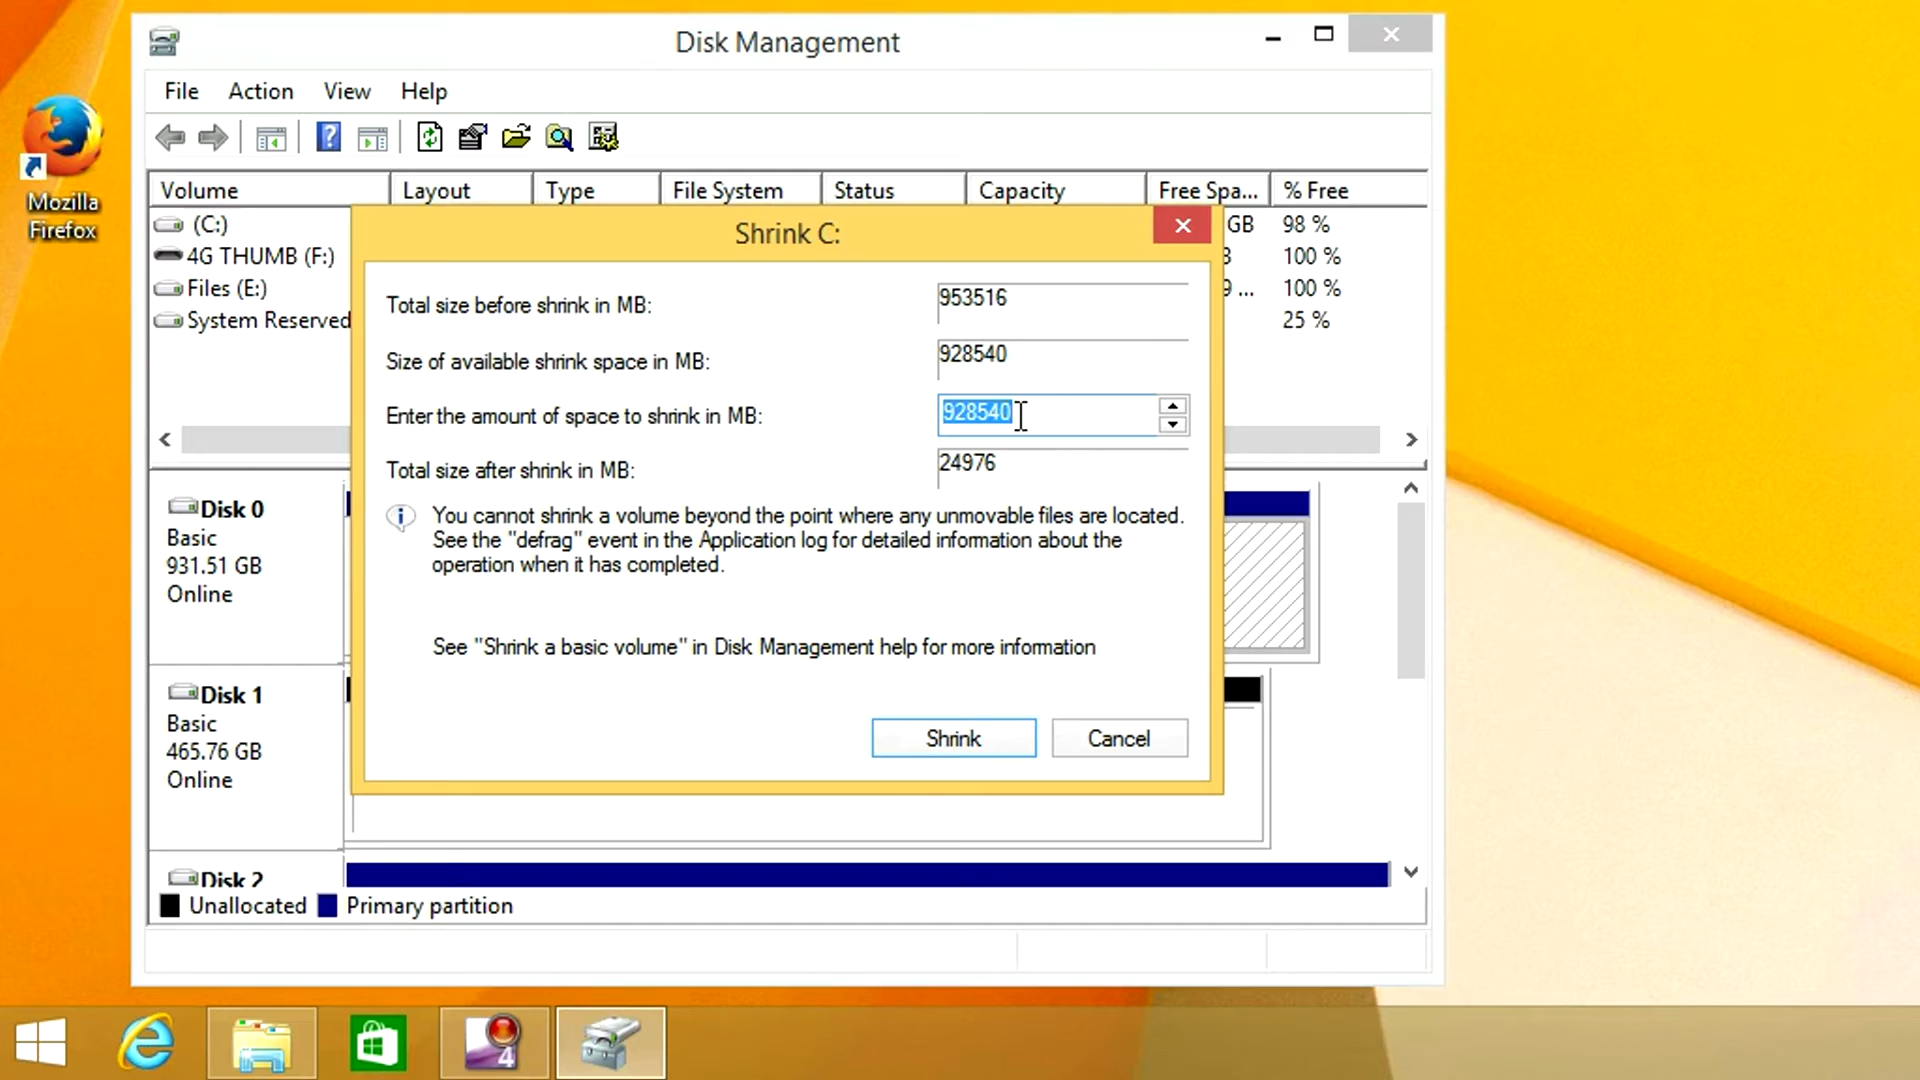 Disk Management
File Action View Help
Mozilla
Firefox
Volume Layout Type File System Status Capacity Free Spa... % Free
(C:) GB 98 %
4G THUMB (F:) 100 %
Files (E:) 9 ... 100 %
System Reserved 25 %
Shrink C:
Total size before shrink in MB: 953516
Size of available shrink space in MB: 928540
Enter the amount of space to shrink in MB: 928540
Total size after shrink in MB: 24976
You cannot shrink a volume beyond the point where any unmovable files are located.
See the "defrag" event in the Application log for detailed information about the
operation when it has completed.
See "Shrink a basic volume" in Disk Management help for more information
Shrink Cancel
Disk 0
Basic
931.51 GB
Online
Disk 1
Basic
465.76 GB
Online
Disk 2
Unallocated Primary partition
4